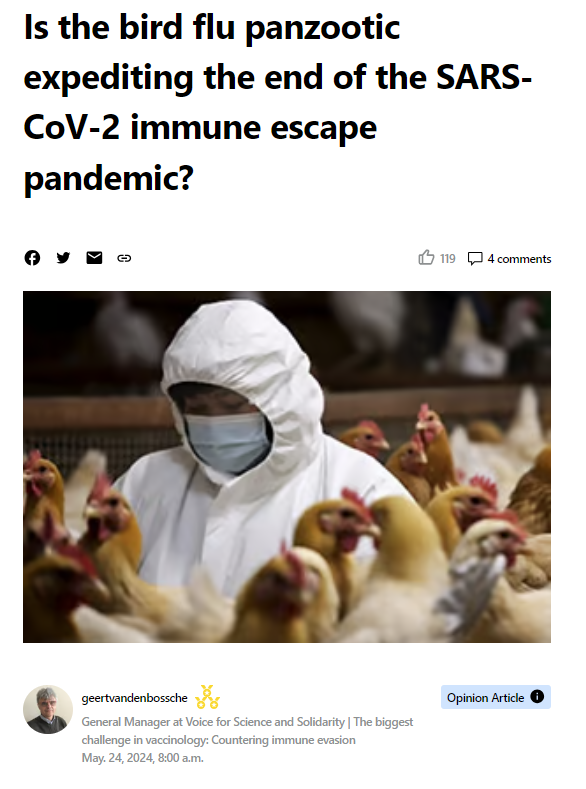 Is the bird flu panzootic
expediting the end of the SARS-
CoV-2 immune escape
pandemic?
119
4 comments
geertvandenbossche
Opinion Article
General Manager at Voice for Science and Solidarity | The biggest
challenge in vaccinology: Countering immune evasion
May. 24, 2024, 8:00 a.m.